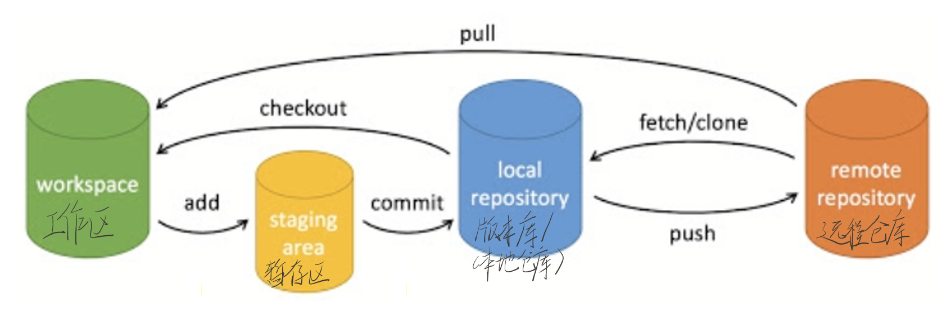 pull
checkout
fetch/clone
workspace
工作区
add
staging
area
暂存区
commit
local
repository
版本库/
(本地仓库)
push
remote
repository
远程仓库